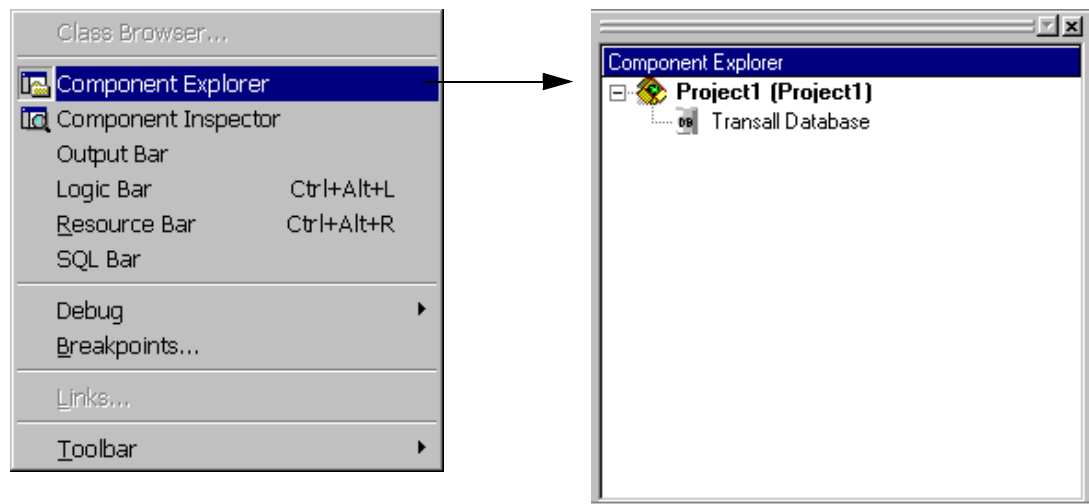 Class Browser...
Component Explorer
Component Inspector
Output Bar
Logic Bar Ctrl+Alt+L
Resource Bar Ctrl+Alt+R
SQL Bar
Debug
Breakpoints...
Links...
Toolbar
Component Explorer
Project1 (Project1)
DB Transall Database